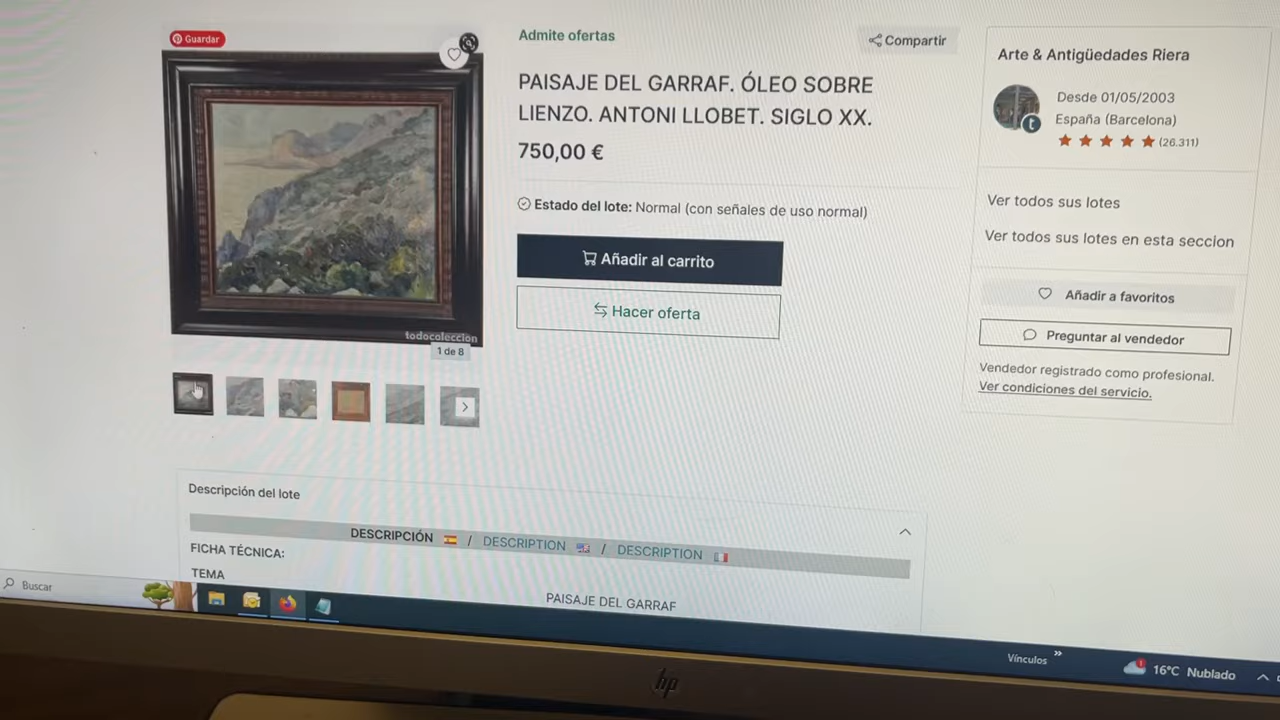 Guardar
Admite ofertas
Compartir
PAISAJE DEL GARRAF. ÓLEO SOBRE
LIENZO. ANTONI LLOBET. SIGLO XX.
750,00 €
Estado del lote: Normal (con señales de uso normal)
Añadir al carrito
Hacer oferta
todocoleccion
1 de 8
Arte & Antigüedades Riera
Desde 01/05/2003
España (Barcelona)
(26.311)
Ver todos sus lotes
Ver todos sus lotes en esta seccion
Añadir a favoritos
Preguntar al vendedor
Vendedor registrado como profesional.
Ver condiciones del servicio.
Descripción del lote
DESCRIPCIÓN / DESCRIPTION / DESCRIPTION
FICHA TÉCNICA:
TEMA
PAISAJE DEL GARRAF
Buscar
Vínculos
16°C Nublado
hp